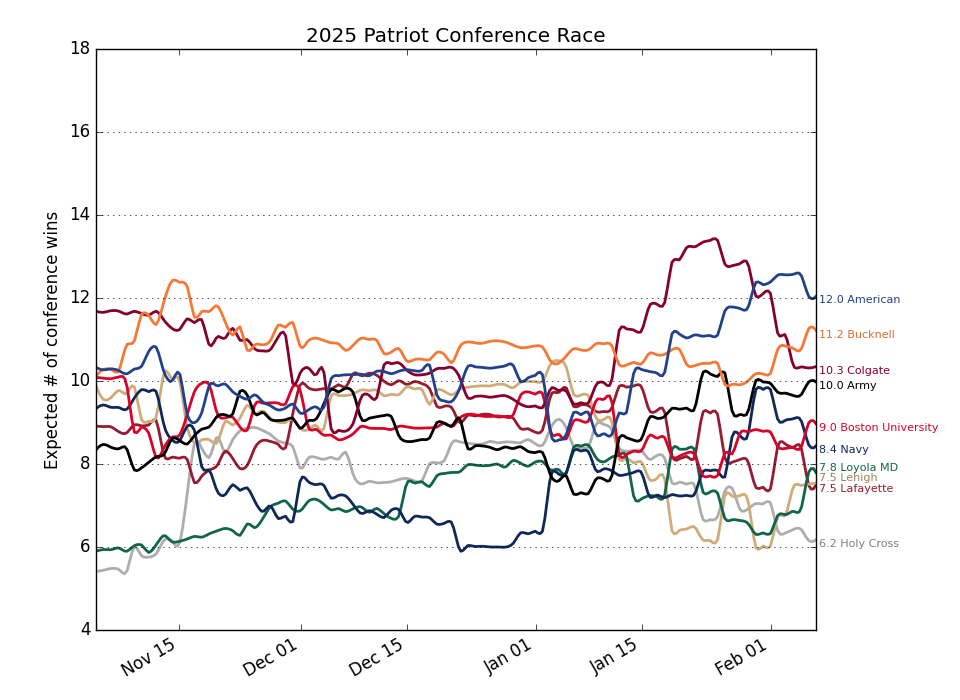 2025 Patriot Conference Race
Expected # of conference wins
18
16
14
12
10
8
6
4
Nov 15
Dec 01
Dec 15
Jan 01
Jan 15
Feb 01
12.0 American
11.2 Bucknell
10.3 Colgate
10.0 Army
9.0 Boston University
8.4 Navy
7.8 Loyola MD
7.5 Lehigh
7.5 Lafayette
6.2 Holy Cross